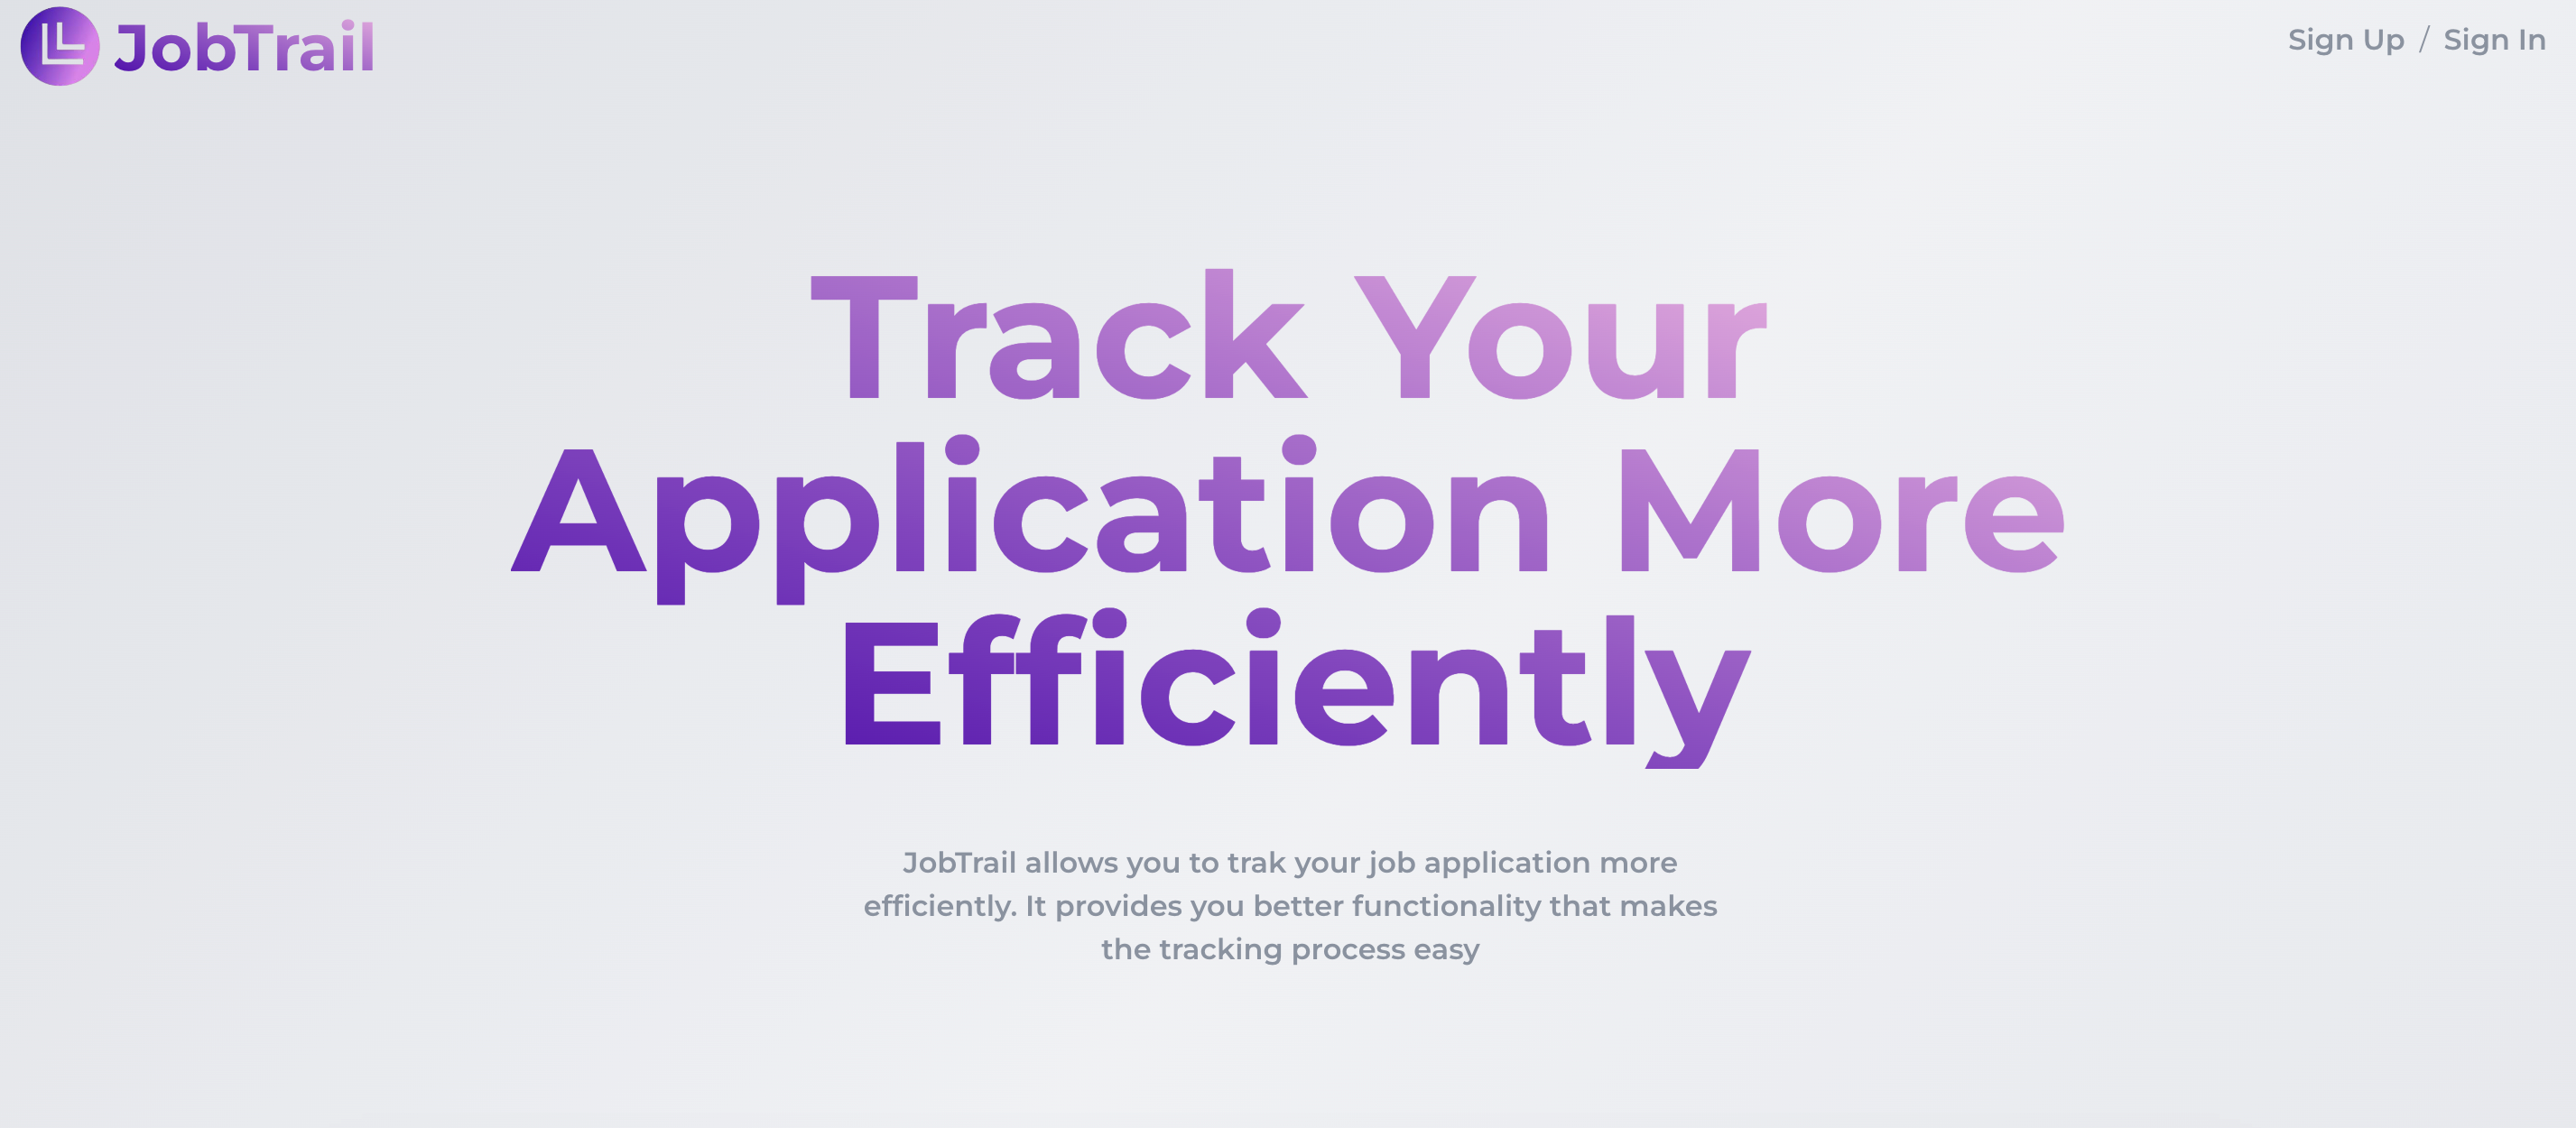 JobTrail
Sign Up / Sign In
Track Your
Application More
Efficiently
JobTrail allows you to trak your job application more
efficiently. It provides you better functionality that makes
the tracking process easy